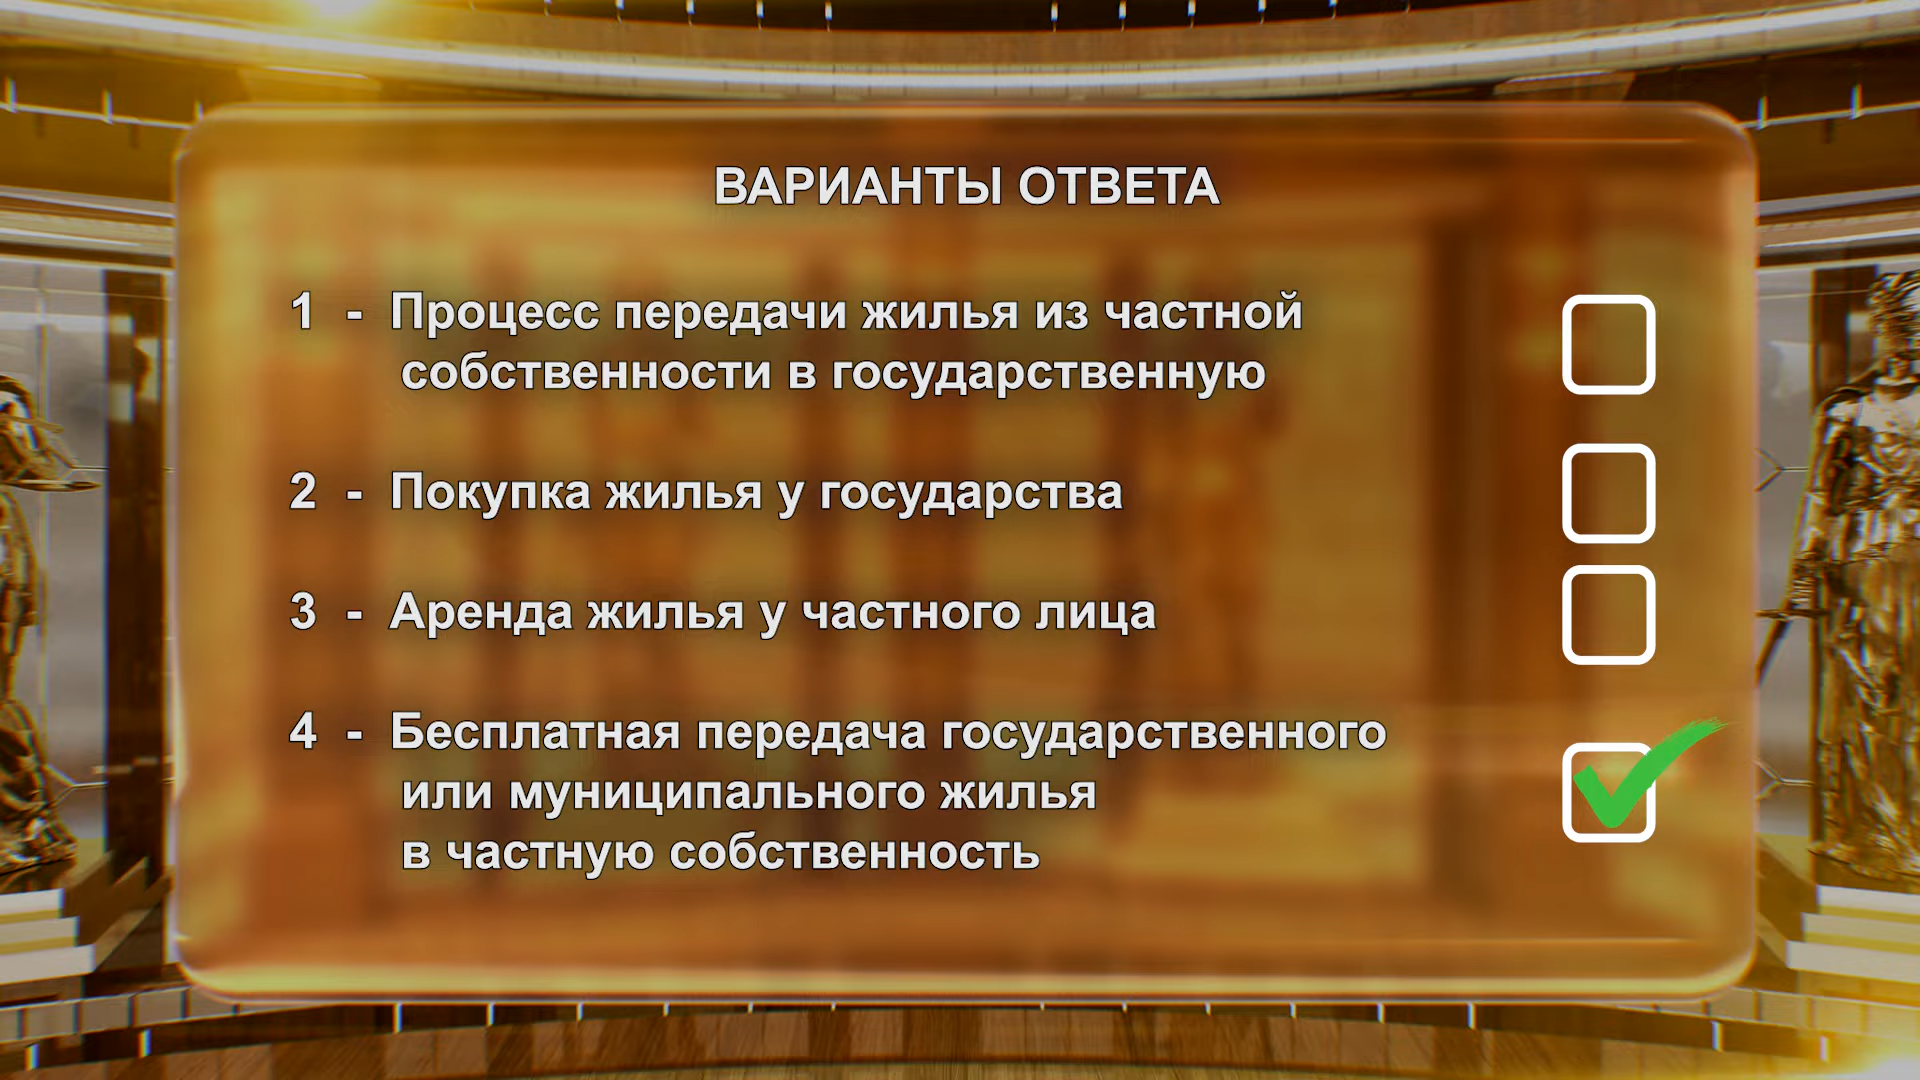 ВАРИАНТЫ ОТВЕТА
1 - Процесс передачи жилья из частной
собственности в государственную
2 - Покупка жилья у государства
3 - Аренда жилья у частного лица
4 - Бесплатная передача государственного
или муниципального жилья
в частную собственность